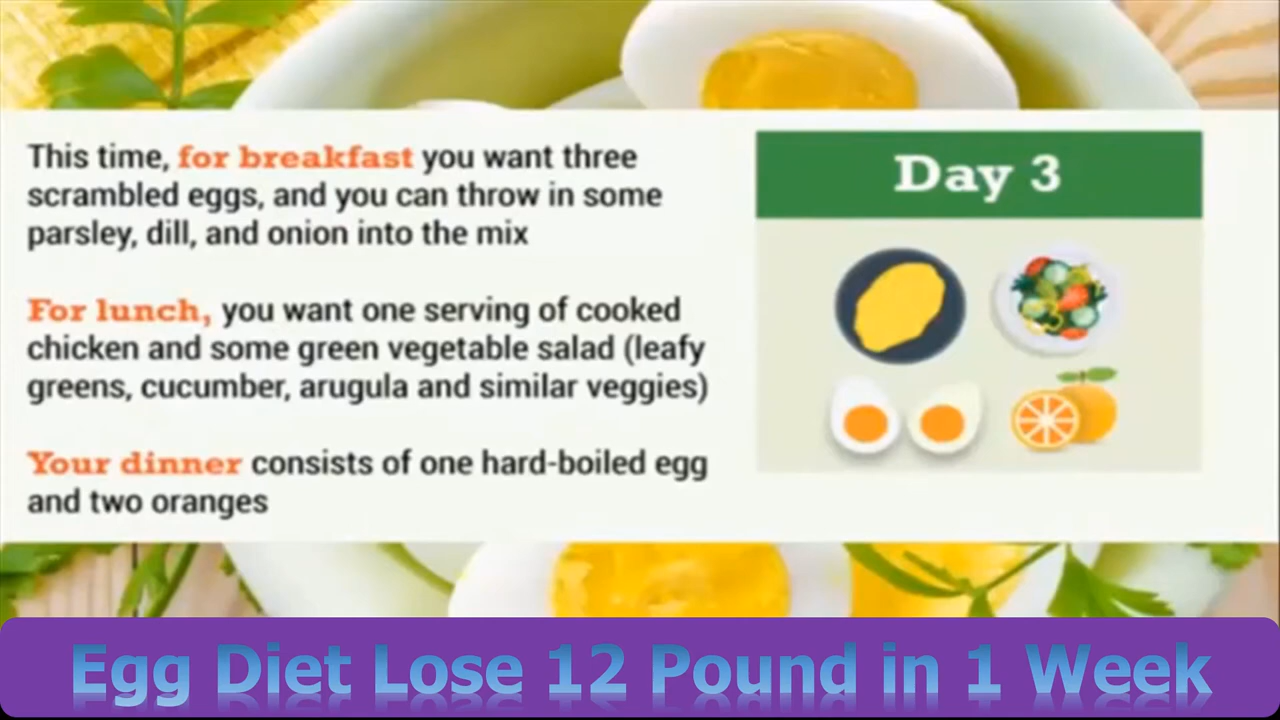 This time, for breakfast you want three
scrambled eggs, and you can throw in some
parsley, dill, and onion into the mix
For lunch, you want one serving of cooked
chicken and some green vegetable salad (leafy
greens, cucumber, arugula and similar veggies)
Your dinner consists of one hard-boiled egg
and two oranges
Day 3
Egg Diet Lose 12 Pound in 1 Week